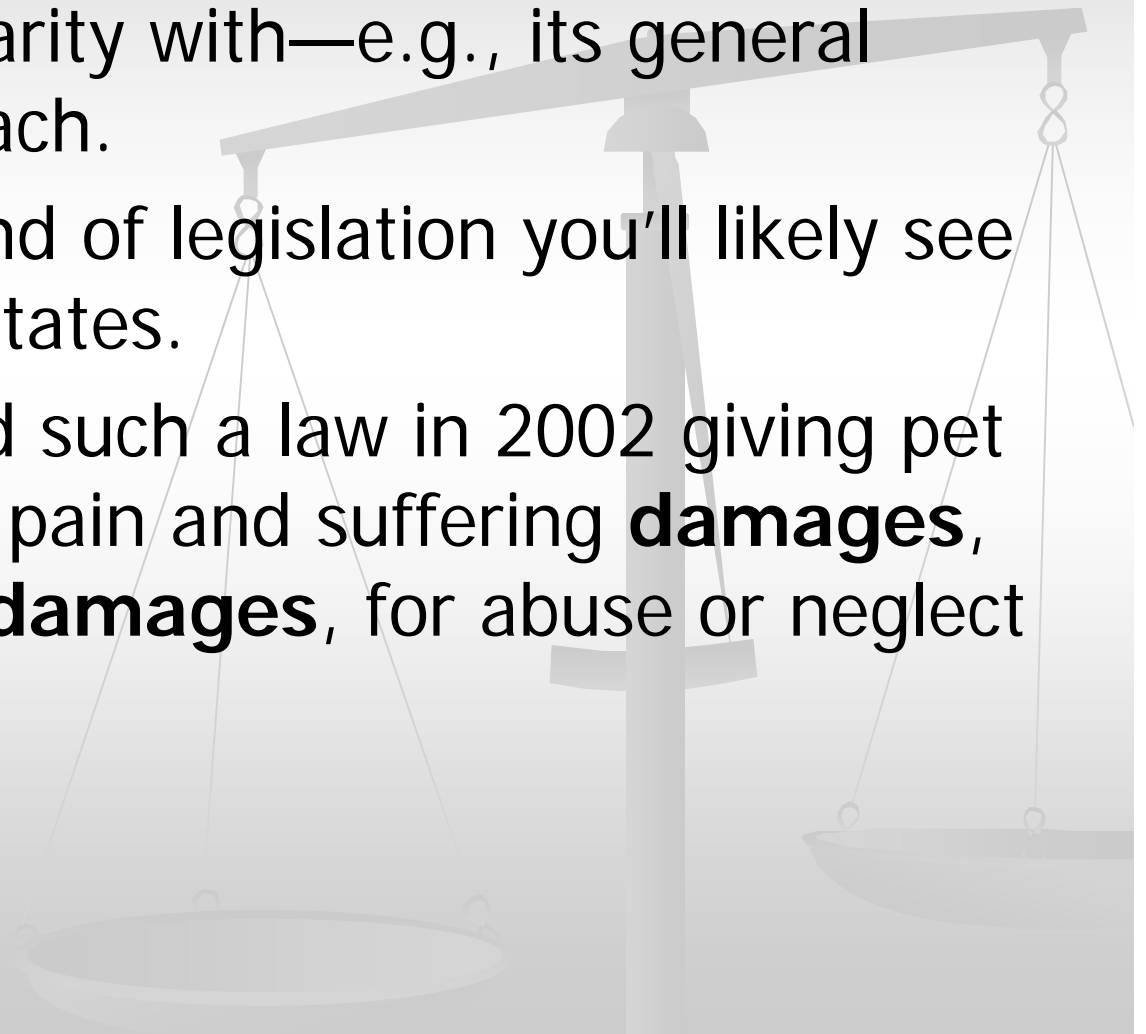 arity with—e.g., its general
ach.
nd of legislation you'll likely see
tates.
d such a law in 2002 giving pet
pain and suffering damages,
damages, for abuse or neglect